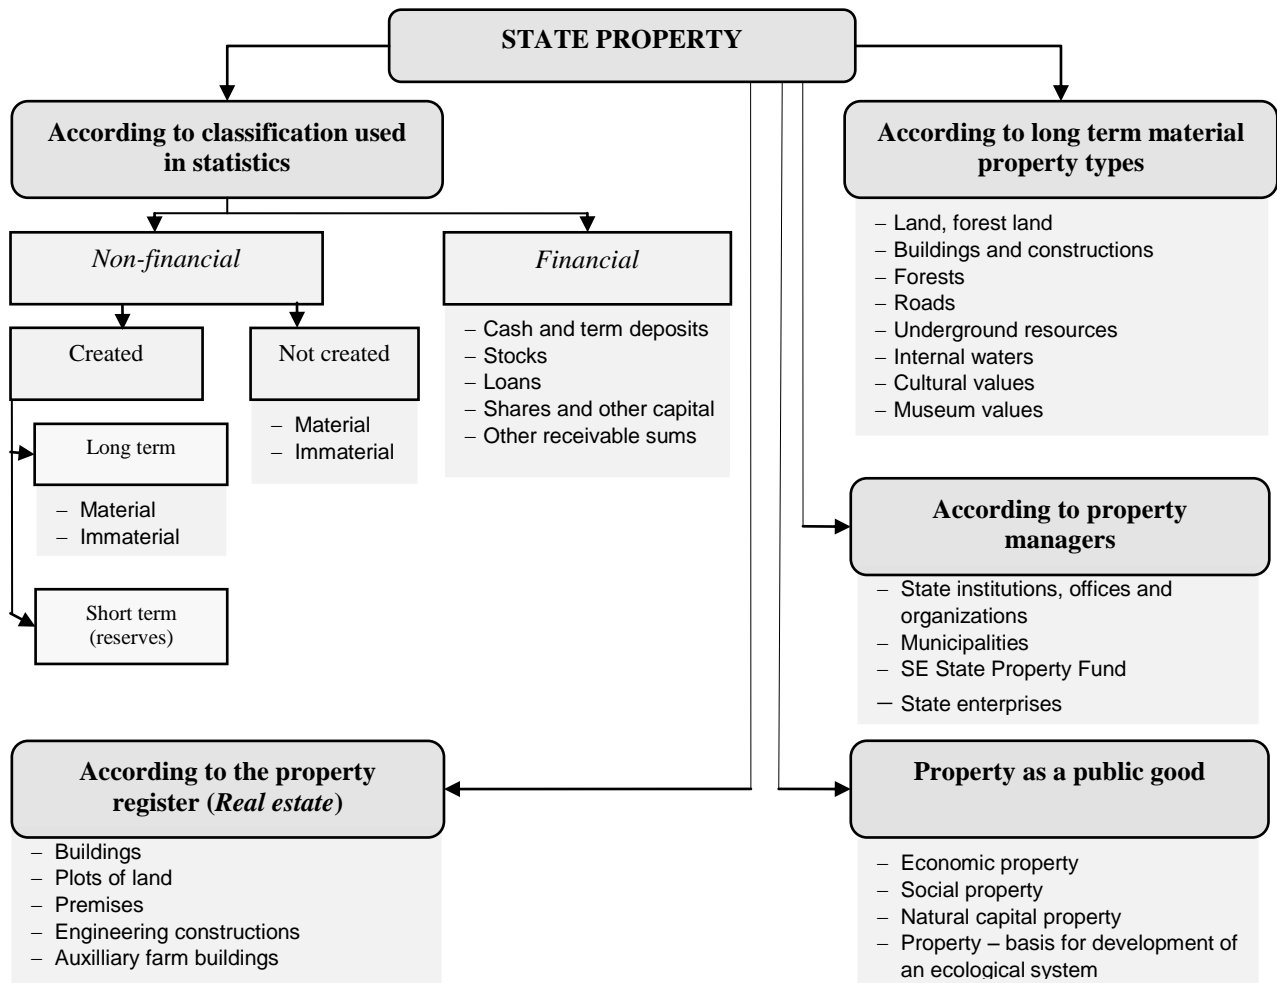 STATE PROPERTY
According to classification used
in statistics
Non-financial
Financial
Created
Not created
– Cash and term deposits
– Stocks
– Loans
– Shares and other capital
– Other receivable sums
– Material
– Immaterial
Long term
– Material
– Immaterial
Short term
(reserves)
According to long term material
property types
– Land, forest land
– Buildings and constructions
– Forests
– Roads
– Underground resources
– Internal waters
– Cultural values
– Museum values
According to property
managers
– State institutions, offices and
organizations
– Municipalities
– SE State Property Fund
– State enterprises
According to the property
register (Real estate)
– Buildings
– Plots of land
– Premises
– Engineering constructions
– Auxilliary farm buildings
Property as a public good
– Economic property
– Social property
– Natural capital property
– Property – basis for development of
an ecological system